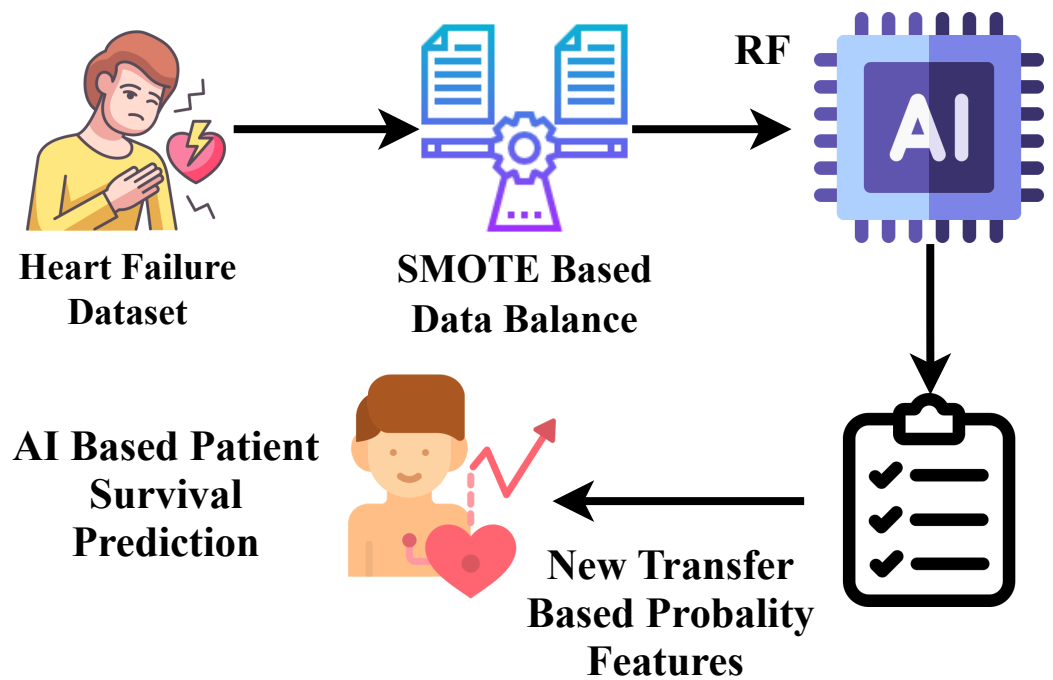 Heart Failure
Dataset
SMOTE Based
Data Balance
RF
AI
New Transfer
Based Probality
Features
AI Based Patient
Survival
Prediction